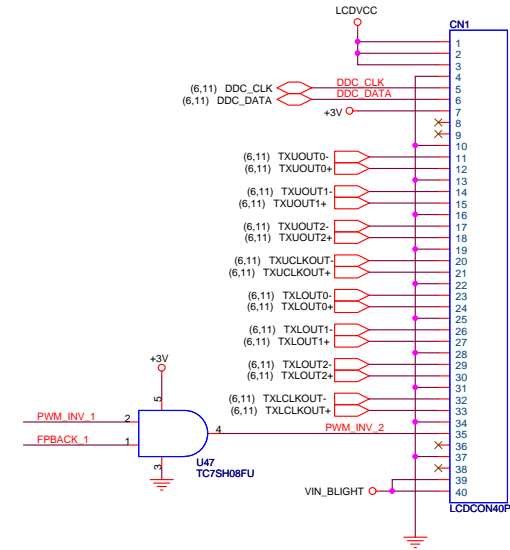 LCDVCC
CN1
1
2
3
4
(6,11) DDC_CLK DDC_CLK 5
(6,11) DDC_DATA DDC_DATA 6
+3V 7
8
9
10
(6,11) TXUOUT0- 11
(6,11) TXUOUT0+ 12
13
(6,11) TXUOUT1- 14
(6,11) TXUOUT1+ 15
16
(6,11) TXUOUT2- 17
(6,11) TXUOUT2+ 18
19
(6,11) TXUCLKOUT- 20
(6,11) TXUCLKOUT+ 21
22
(6,11) TXLOUT0- 23
(6,11) TXLOUT0+ 24
25
(6,11) TXLOUT1- 26
(6,11) TXLOUT1+ 27
28
(6,11) TXLOUT2- 29
(6,11) TXLOUT2+ 30
31
(6,11) TXLCLKOUT- 32
(6,11) TXLCLKOUT+ 33
34
PWM_INV_2 35
36
37
38
39
VIN_BLIGHT 40
LCDCON40P
+3V
5
PWM_INV_1 2
4
FPBACK_1 1
3
U47
TC7SH08FU